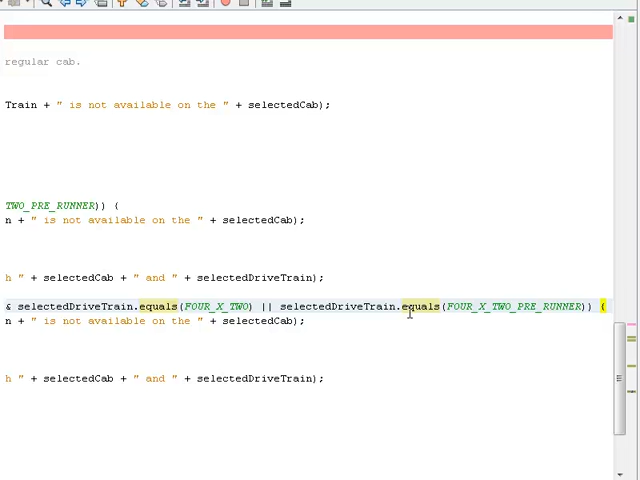 regular cab.
Train + " is not available on the " + selectedCab);
TWO_PRE_RUNNER)) {
n + " is not available on the " + selectedCab);
h " + selectedCab + " and " + selectedDriveTrain);
& selectedDriveTrain.equals(FOUR_X_TWO) || selectedDriveTrain.equals(FOUR_X_TWO_PRE_RUNNER)) {
n + " is not available on the " + selectedCab);
h " + selectedCab + " and " + selectedDriveTrain);